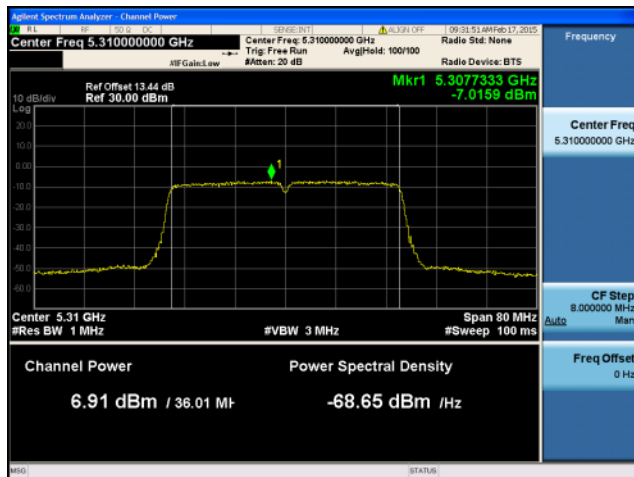 Agilent Spectrum Analyzer - Channel Power
RL RF 50 Ω DC SENSE:INT ALIGN OFF 09:31:51 AM Feb 17, 2015
Center Freq 5.310000000 GHz
Center Freq: 5.310000000 GHz
Radio Std: None
Trig: Free Run Avg|Hold: 100/100
#IFGain:Low #Atten: 20 dB Radio Device: BTS
Mkr1 5.3077333 GHz
-7.0159 dBm
Ref Offset 13.44 dB
10 dB/div Ref 30.00 dBm
Log
20.0
10.0
0.00
-10.0
-20.0
-30.0
-40.0
-50.0
-60.0
1
Center 5.31 GHz Span 80 MHz
#Res BW 1 MHz #VBW 3 MHz #Sweep 100 ms
Channel Power Power Spectral Density
6.91 dBm / 36.01 MH -68.65 dBm /Hz
MSG STATUS
Frequency
Center Freq
5.310000000 GHz
CF Step
8.000000 MHz
Auto Man
Freq Offset
0 Hz